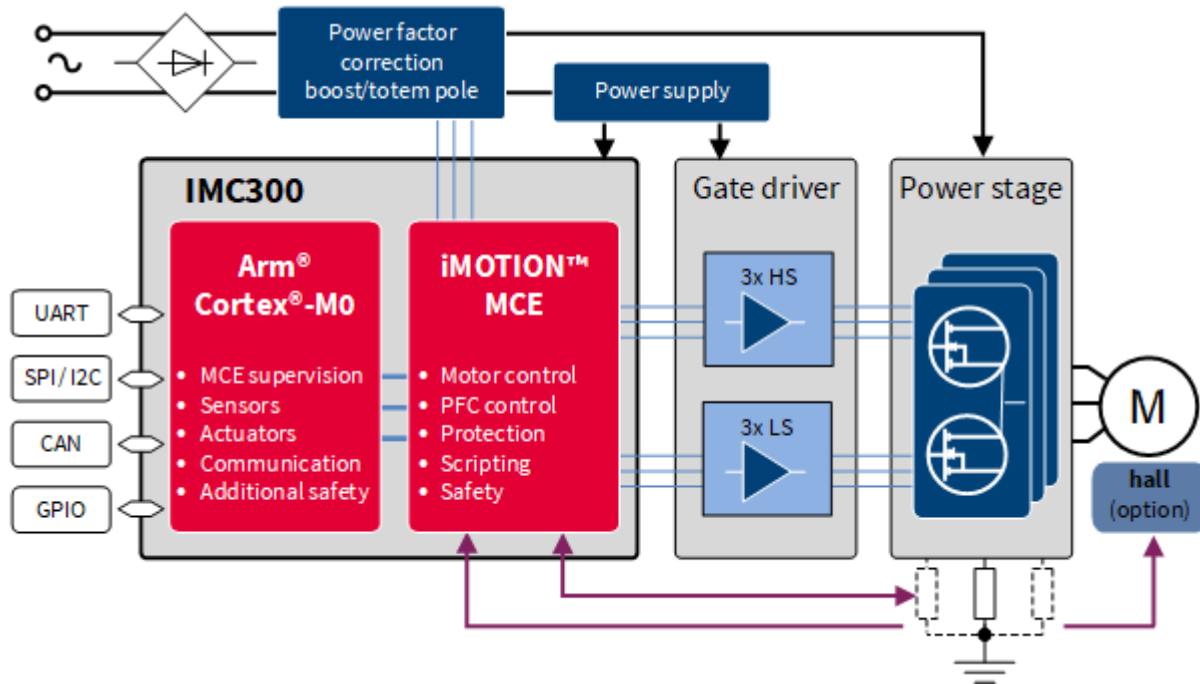 Power factor
correction
boost/totem pole
Power supply
IMC300
Gate driver
Power stage
Arm®
Cortex®-M0
iMOTION™
MCE
3x HS
UART
SPI/I2C
CAN
GPIO
• MCE supervision
• Sensors
• Actuators
• Communication
• Additional safety
• Motor control
• PFC control
• Protection
• Scripting
• Safety
3x LS
M
hall
(option)